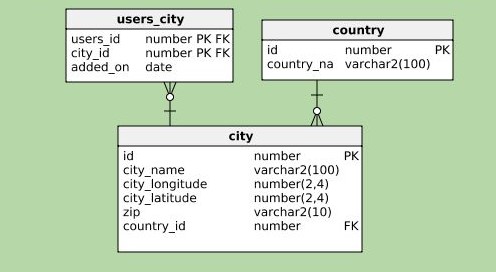 users_city
users_id number PK FK
city_id number PK FK
added_on date
country
id number PK
country_na varchar2(100)
city
id number PK
city_name varchar2(100)
city_longitude number(2,4)
city_latitude number(2,4)
zip varchar2(10)
country_id number FK